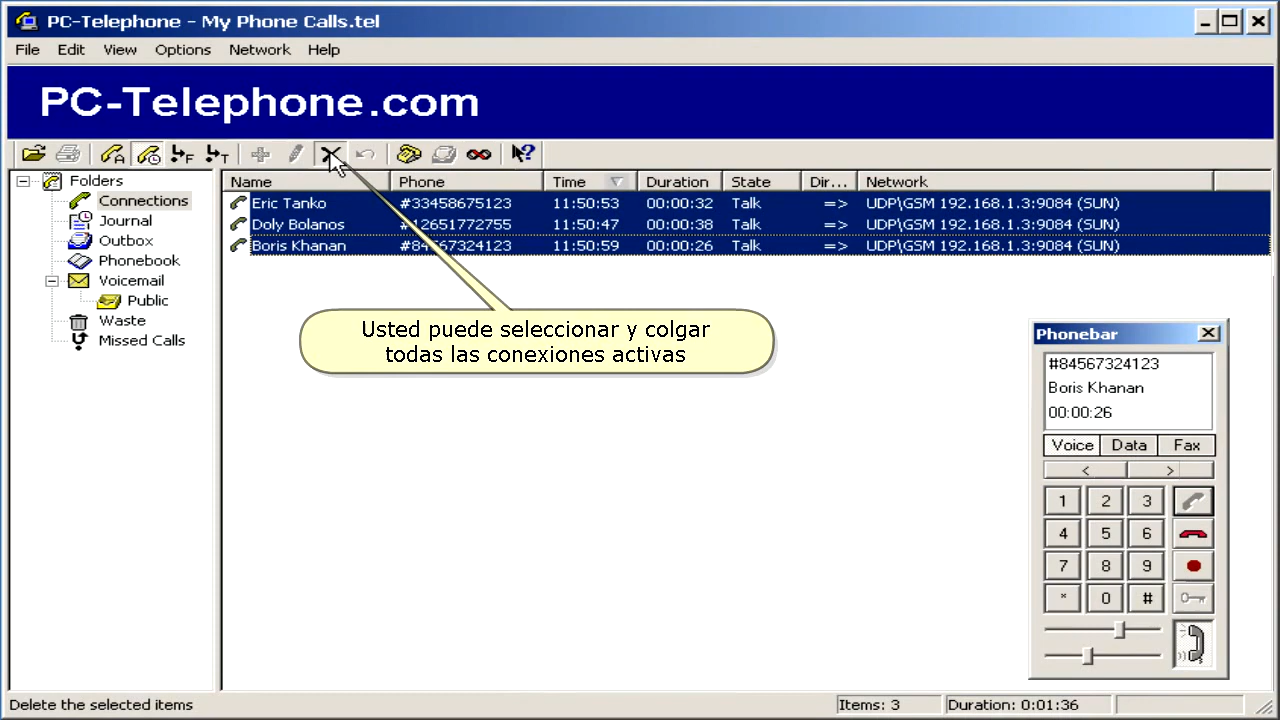 PC-Telephone - My Phone Calls.tel
File Edit View Options Network Help
PC-Telephone.com
Folders
Connections
Journal
Outbox
Phonebook
Voicemail
Public
Waste
Missed Calls
Name Phone Time Duration State Dir... Network
Eric Tanko #33458675123 11:50:53 00:00:32 Talk => UDP\GSM 192.168.1.3:9084 (SUN)
Doly Bolanos #12651772755 11:50:47 00:00:38 Talk => UDP\GSM 192.168.1.3:9084 (SUN)
Boris Khanan #84567324123 11:50:59 00:00:26 Talk => UDP\GSM 192.168.1.3:9084 (SUN)
Usted puede seleccionar y colgar
todas las conexiones activas
Phonebar
#84567324123
Boris Khanan
00:00:26
Voice Data Fax
< >
1 2 3
4 5 6
7 8 9
* 0 #
Delete the selected items Items: 3 Duration: 0:01:36